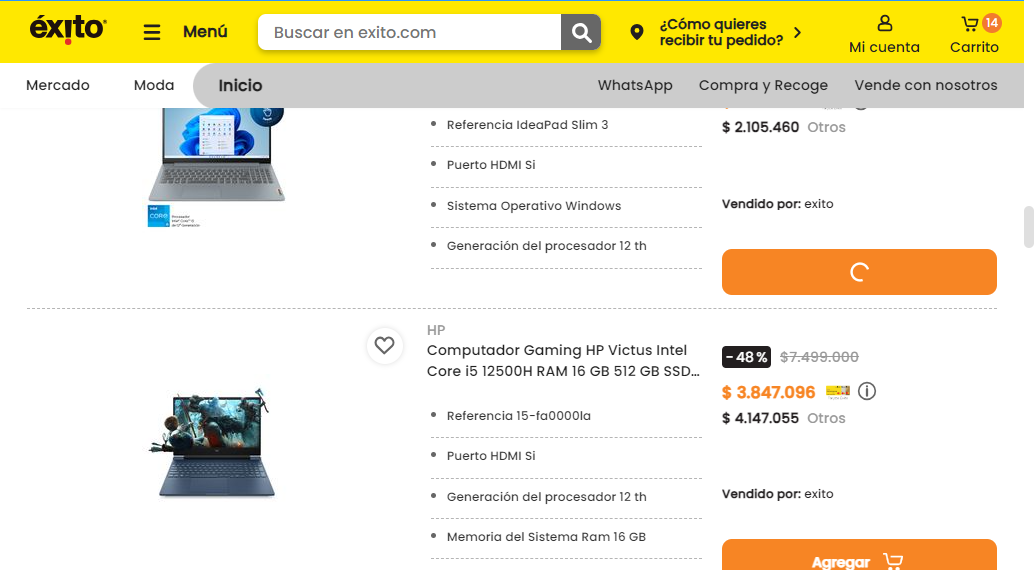 éxito
Menú
Buscar en exito.com
¿Cómo quieres
recibir tu pedido?
Mi cuenta
14
Carrito
Mercado
Moda
Inicio
WhatsApp
Compra y Recoge
Vende con nosotros
Referencia IdeaPad Slim 3
Puerto HDMI Si
Sistema Operativo Windows
Generación del procesador 12 th
$ 2.105.460 Otros
Vendido por: exito
HP
Computador Gaming HP Victus Intel
Core i5 12500H RAM 16 GB 512 GB SSD...
Referencia 15-fa0000la
Puerto HDMI Si
Generación del procesador 12 th
Memoria del Sistema Ram 16 GB
- 48 % $7.499.000
$ 3.847.096
$ 4.147.055 Otros
Vendido por: exito
Agregar